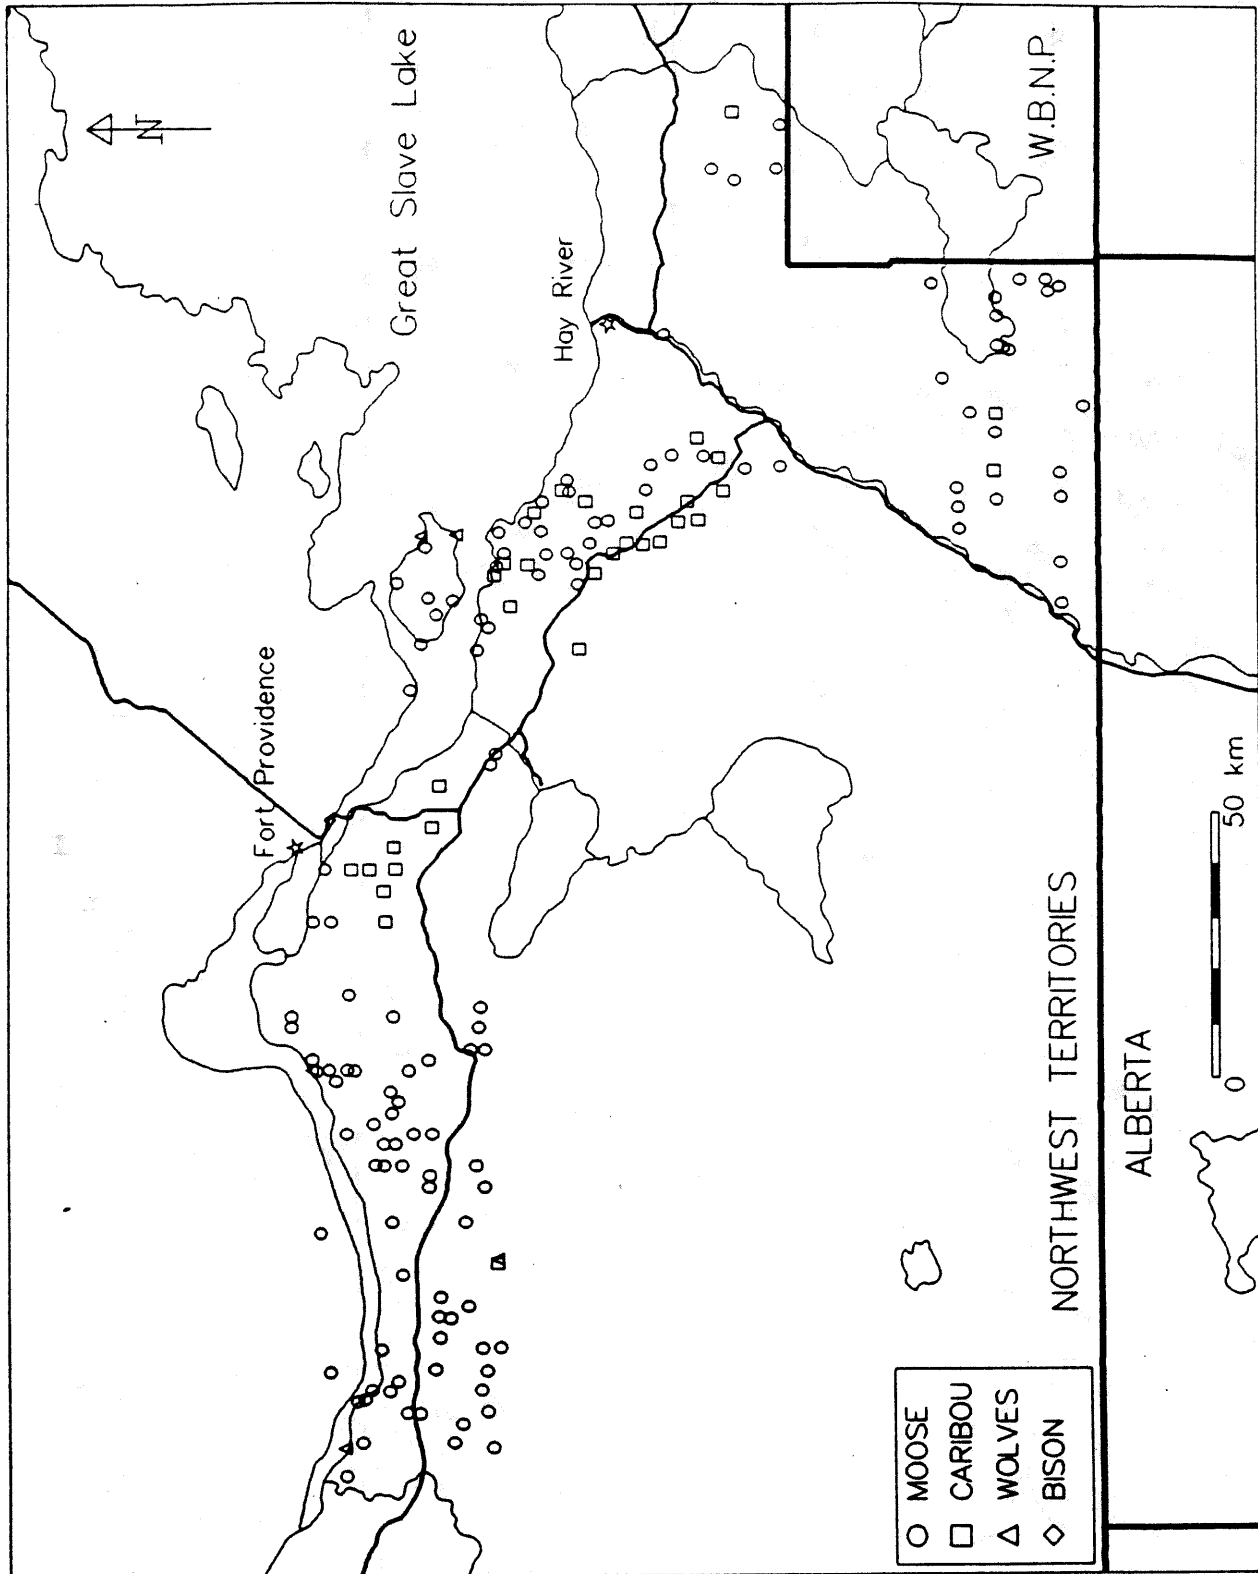 N
Great Slave Lake
Hay River
Fort Providence
W.B.N.P.
NORTHWEST TERRITORIES
ALBERTA
0
50 km
MOOSE
CARIBOU
WOLVES
BISON